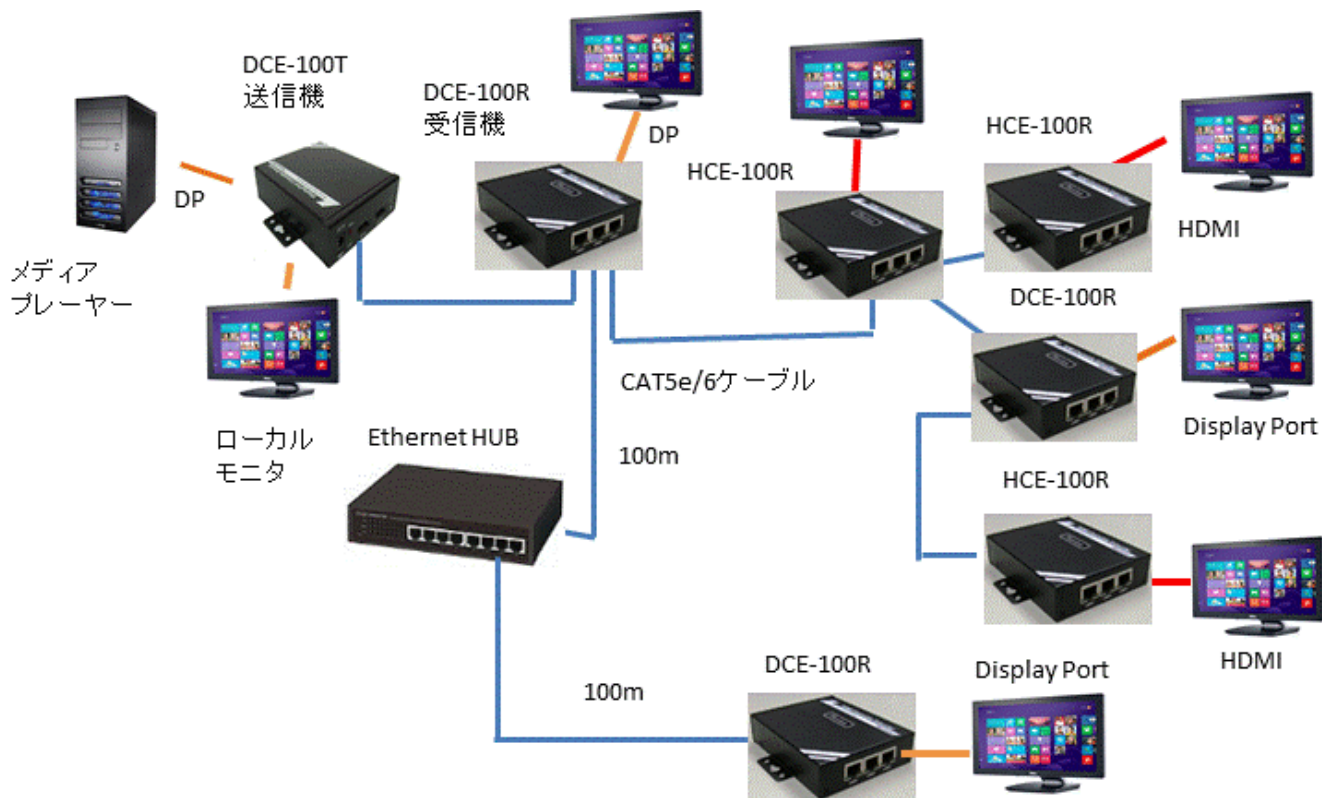 DCE-100T
送信機
DCE-100R
受信機
DP
HCE-100R
HCE-100R
DP
HDMI
メディア
プレーヤー
DCE-100R
CAT5e/6ケーブル
Display Port
ローカル
モニタ
Ethernet HUB
100m
HCE-100R
HDMI
DCE-100R
Display Port
100m